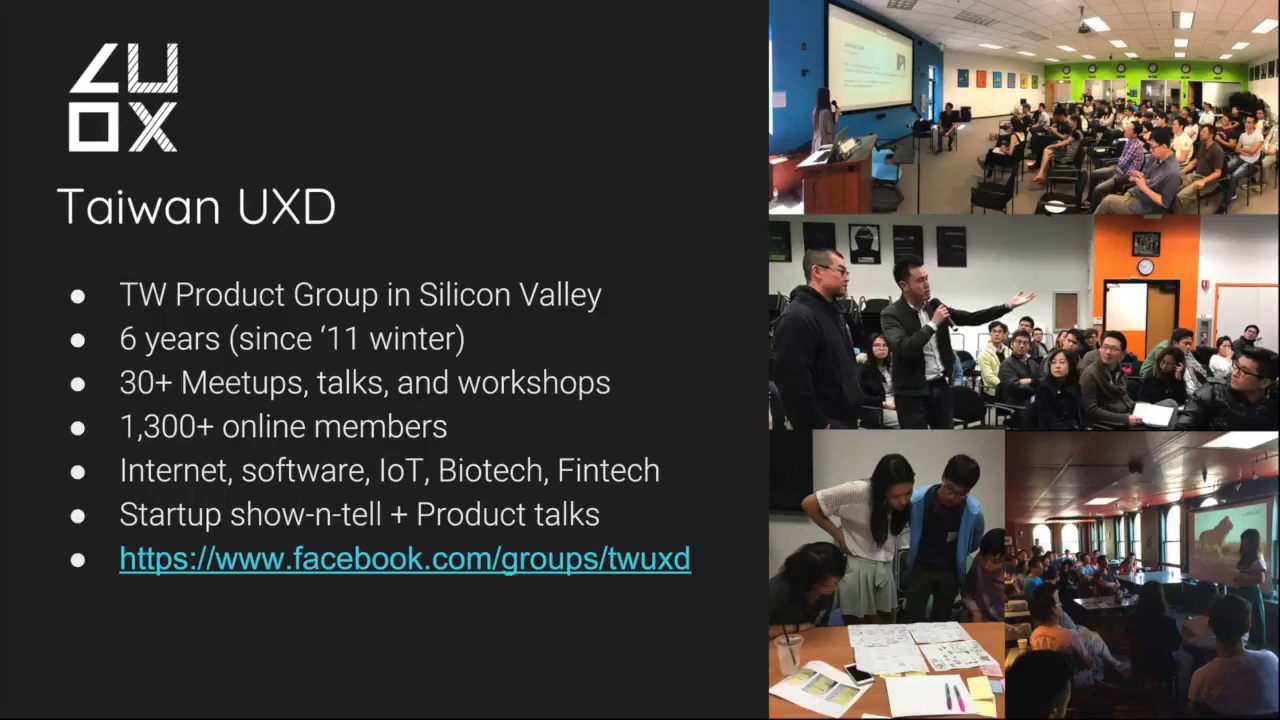 UX
Taiwan UXD
● TW Product Group in Silicon Valley
● 6 years (since ‘11 winter)
● 30+ Meetups, talks, and workshops
● 1,300+ online members
● Internet, software, IoT, Biotech, Fintech
● Startup show-n-tell + Product talks
● https://www.facebook.com/groups/twuxd